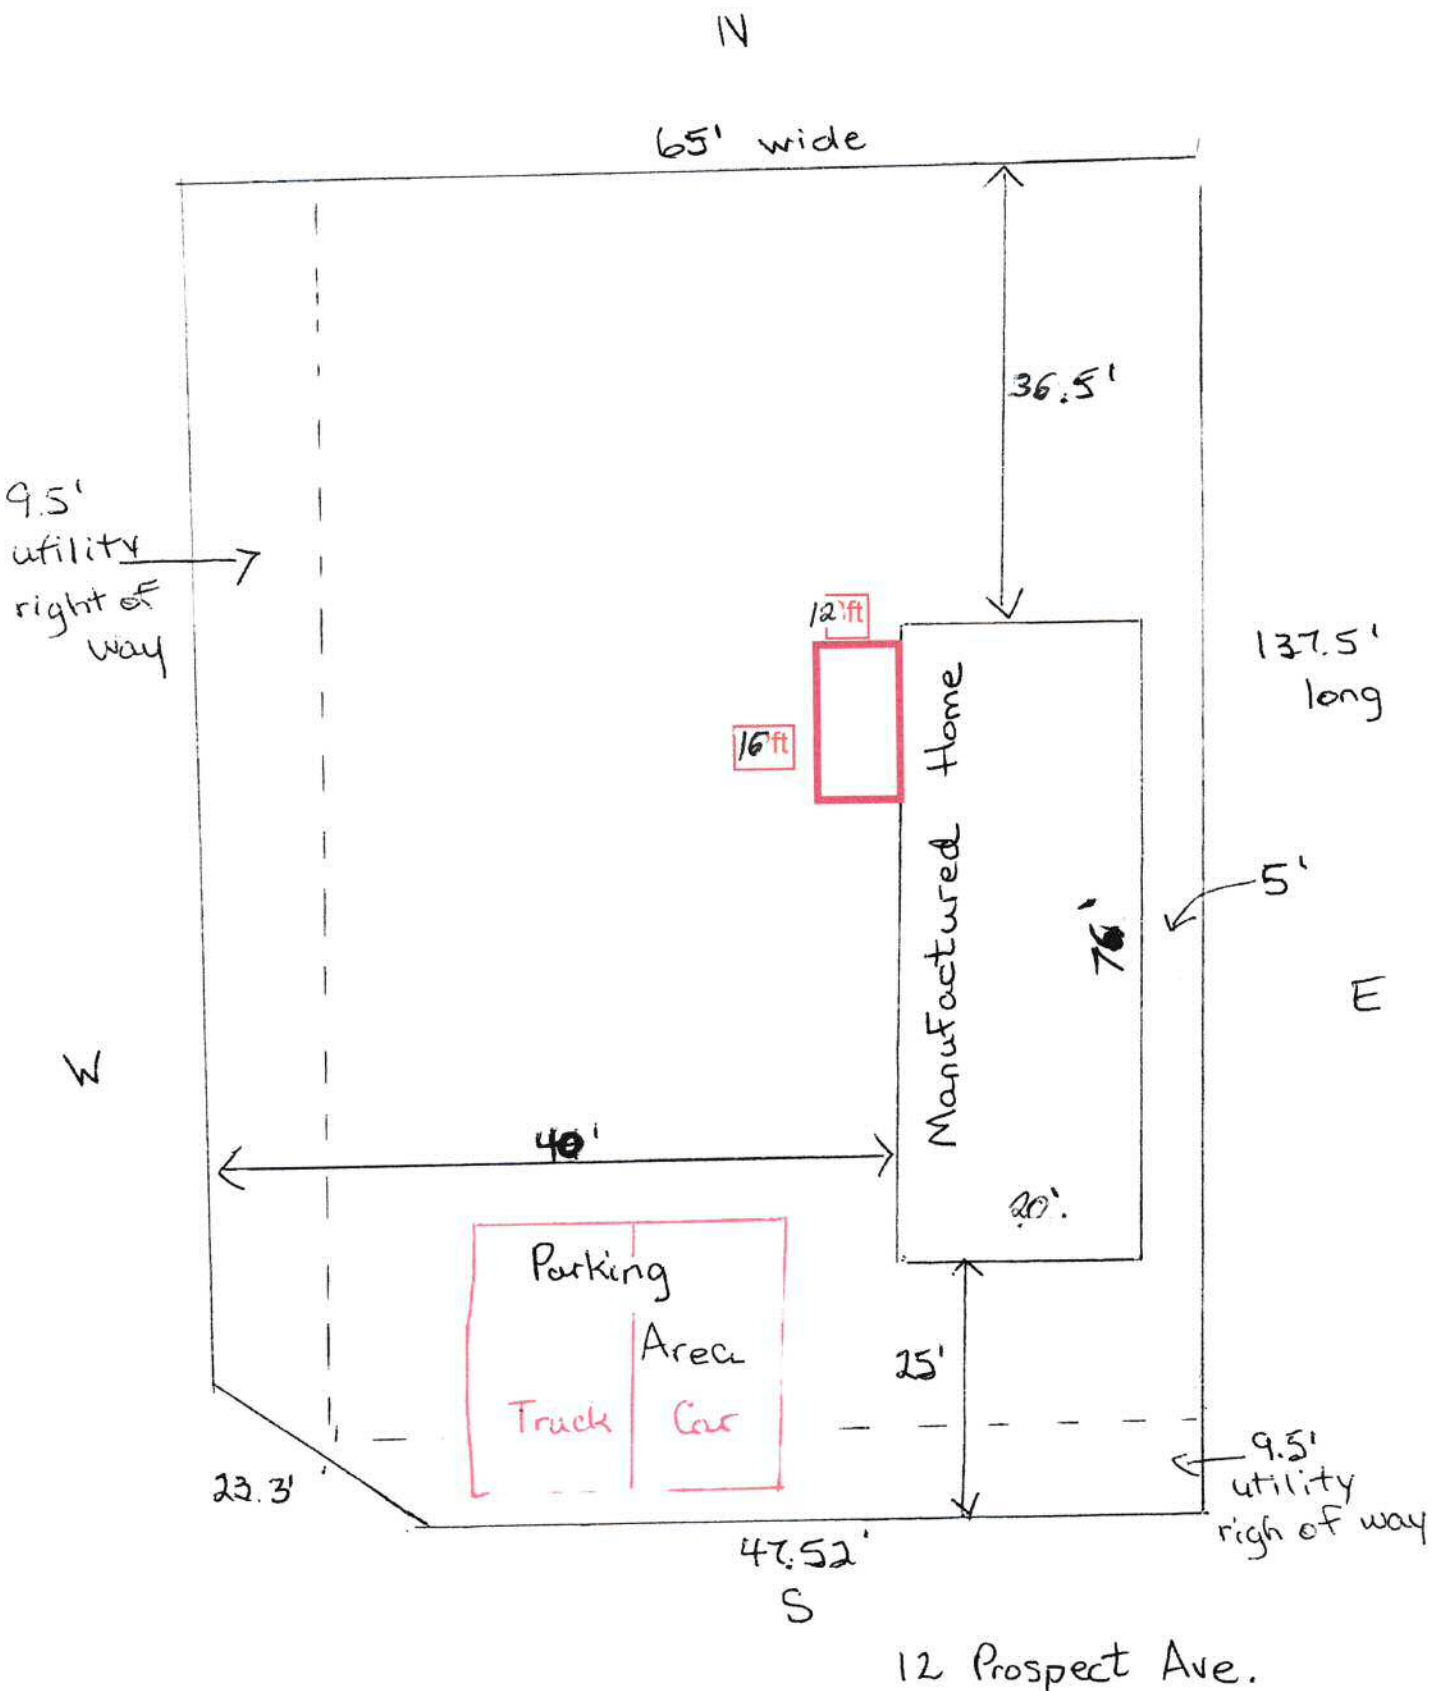 N
65' wide
36.5'
9.5'
utility
right of
way
12 ft
16 ft
Manufactured Home
137.5'
long
5'
76'
E
W
40'
20'.
Parking
Area
Truck
Car
25'
23.3'
9.5'
utility
righ of way
47.52'
S
12 Prospect Ave.